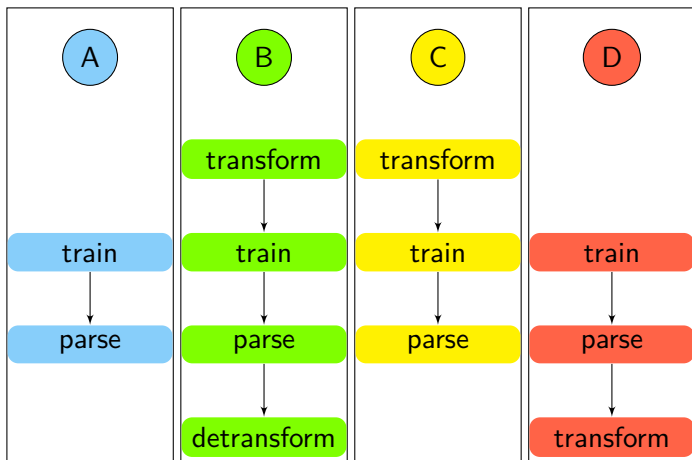 A
B
C
D
transform
transform
train
train
train
train
parse
parse
parse
parse
detransform
transform